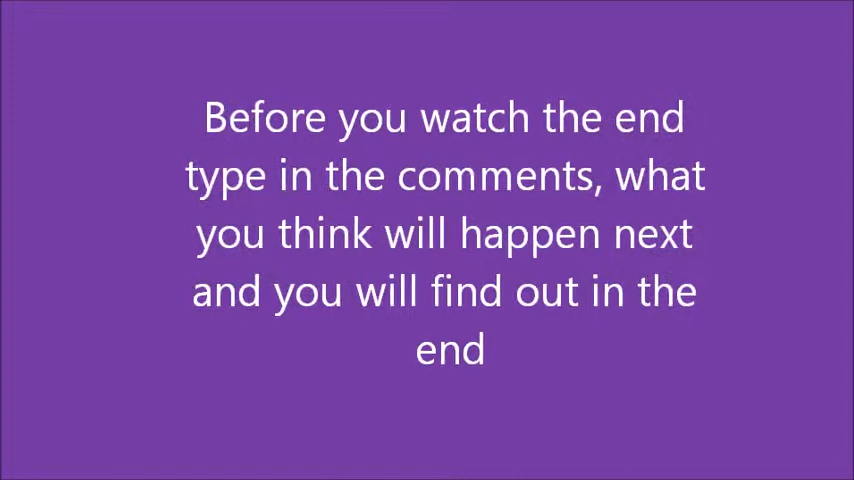 Before you watch the end
type in the comments, what
you think will happen next
and you will find out in the
end